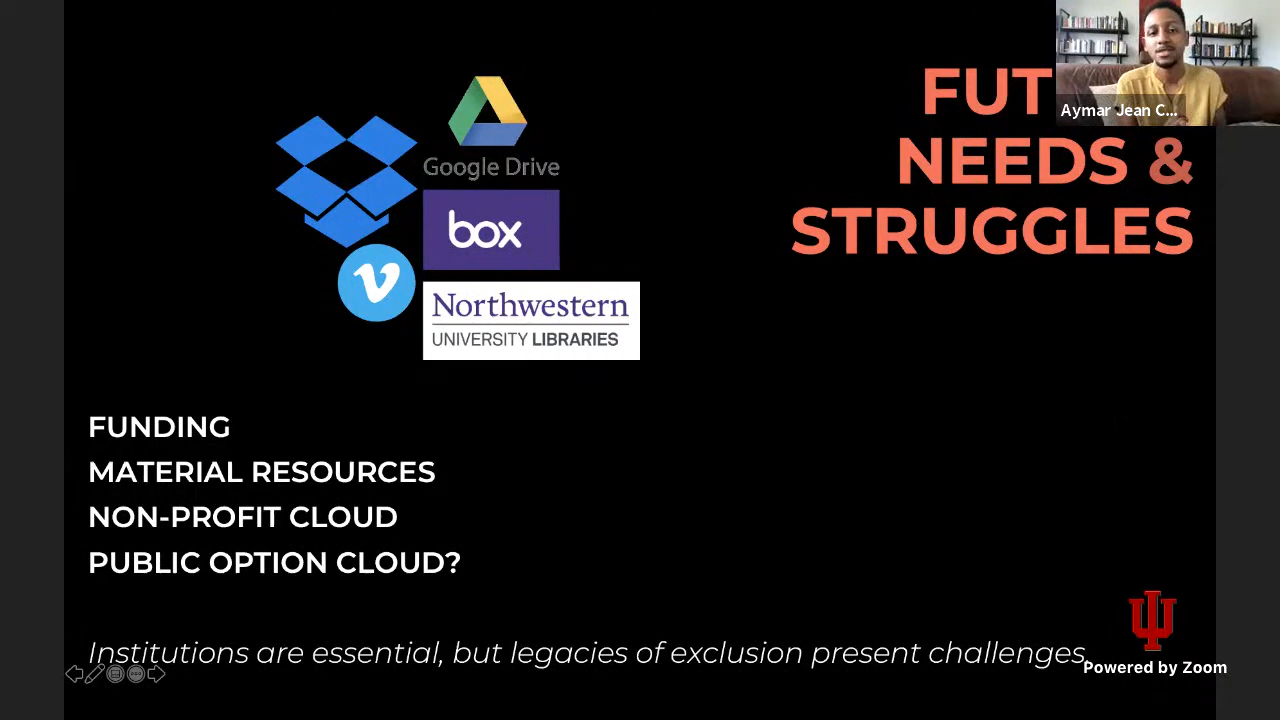 FUT
NEEDS &
STRUGGLES
Aymar Jean C...
Google Drive
box
Northwestern
UNIVERSITY LIBRARIES
FUNDING
MATERIAL RESOURCES
NON-PROFIT CLOUD
PUBLIC OPTION CLOUD?
Institutions are essential, but legacies of exclusion present challenges.
Powered by Zoom